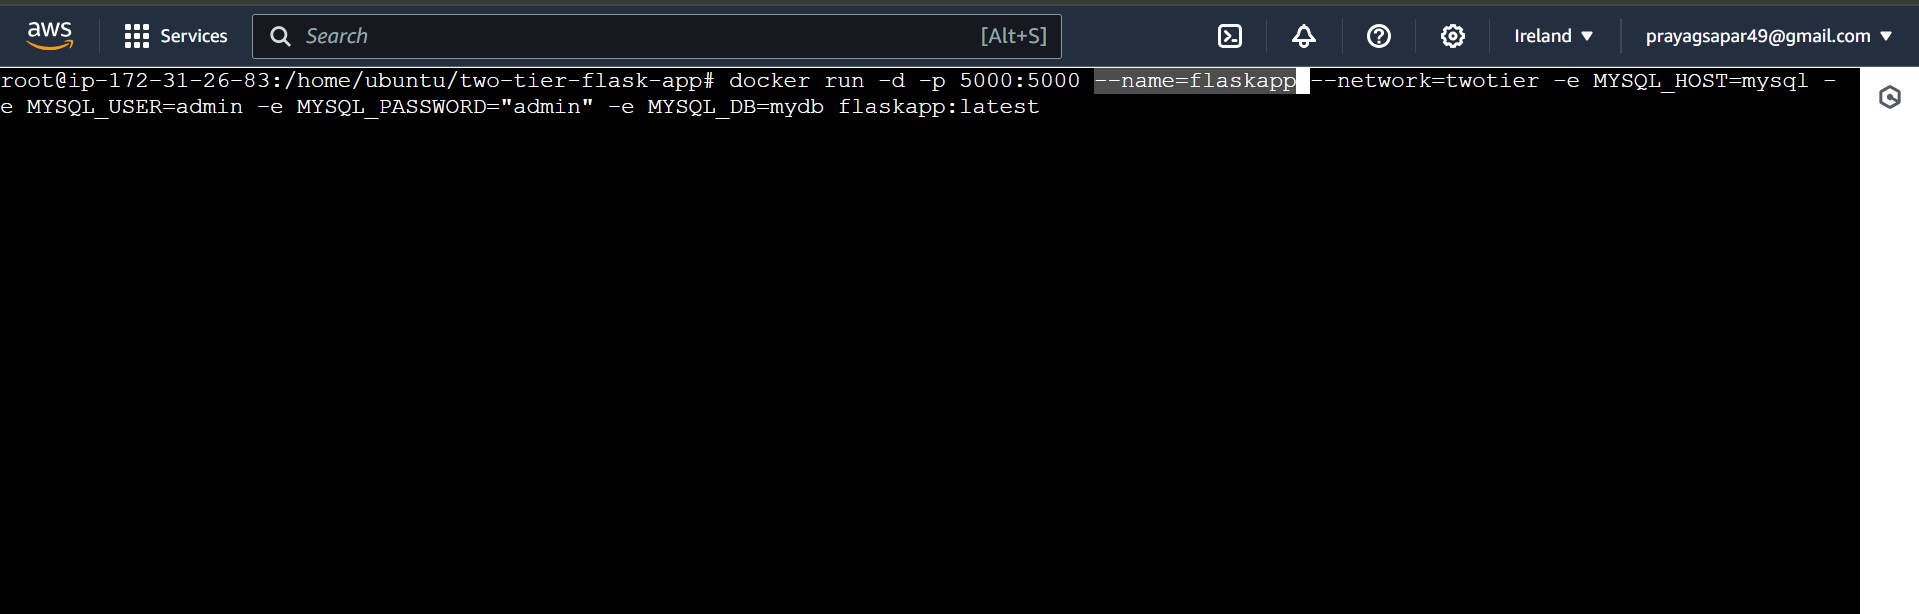 aws Services Search [Alt+S] Ireland prayagsapar49@gmail.com
root@ip-172-31-26-83:/home/ubuntu/two-tier-flask-app# docker run -d -p 5000:5000 --name=flaskapp --network=twotier -e MYSQL_HOST=mysql -
e MYSQL_USER=admin -e MYSQL_PASSWORD="admin" -e MYSQL_DB=mydb flaskapp:latest